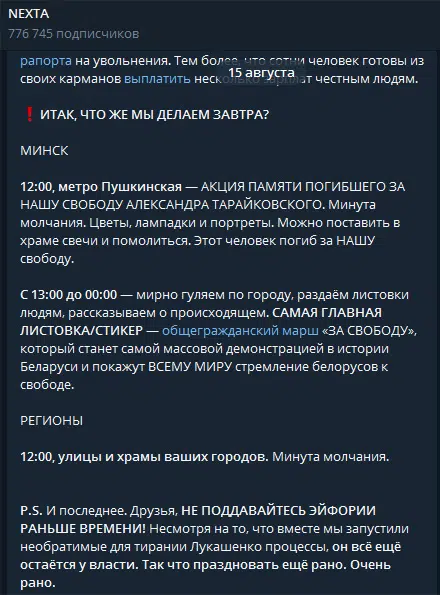 NEXTA
776 745 подписчиков
рапорта на увольнения. Тем более, что сотни человек готовы из
15 августа
своих карманов выплатить несколько зарплат честным людям.
❗ ИТАК, ЧТО ЖЕ МЫ ДЕЛАЕМ ЗАВТРА?
МИНСК
12:00, метро Пушкинская — АКЦИЯ ПАМЯТИ ПОГИБШЕГО ЗА
НАШУ СВОБОДУ АЛЕКСАНДРА ТАРАЙКОВСКОГО. Минута
молчания. Цветы, лампадки и портреты. Можно поставить в
храме свечи и помолиться. Этот человек погиб за НАШУ
свободу.
С 13:00 до 00:00 — мирно гуляем по городу, раздаём листовки
людям, рассказываем о происходящем. САМАЯ ГЛАВНАЯ
ЛИСТОВКА/СТИКЕР — общегражданский марш «ЗА СВОБОДУ»,
который станет самой массовой демонстрацией в истории
Беларуси и покажут ВСЕМУ МИРУ стремление белорусов к
свободе.
РЕГИОНЫ
12:00, улицы и храмы ваших городов. Минута молчания.
P.S. И последнее. Друзья, НЕ ПОДДАВАЙТЕСЬ ЭЙФОРИИ
РАНЬШЕ ВРЕМЕНИ! Несмотря на то, что вместе мы запустили
необратимые для тирании Лукашенко процессы, он всё ещё
остаётся у власти. Так что праздновать ещё рано. Очень
рано.